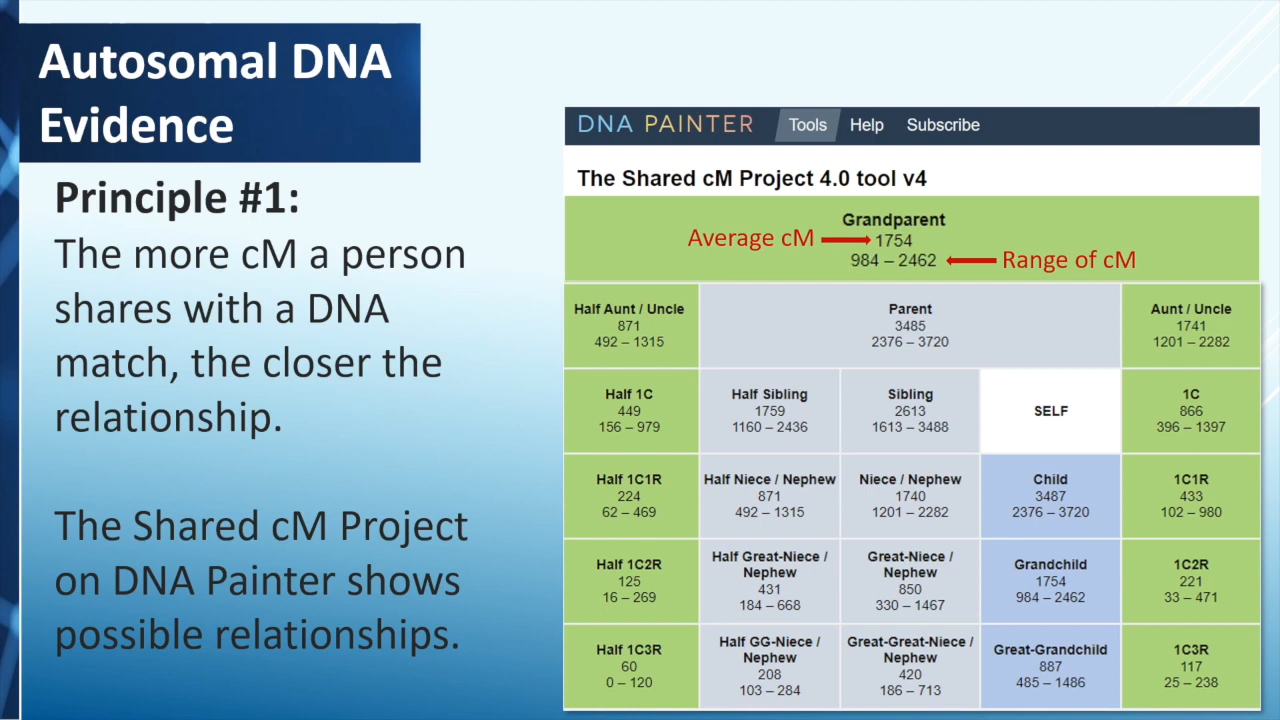 Autosomal DNA
Evidence
Principle #1:
The more cM a person
shares with a DNA
match, the closer the
relationship.
The Shared cM Project
on DNA Painter shows
possible relationships.
DNA PAINTER Tools Help Subscribe
The Shared cM Project 4.0 tool v4
Grandparent
Average cM 1754
984 – 2462 Range of cM
Half Aunt / Uncle
871
492 – 1315
Parent
3485
2376 – 3720
Aunt / Uncle
1741
1201 – 2282
Half 1C
449
156 – 979
Half Sibling
1759
1160 – 2436
Sibling
2613
1613 – 3488
SELF
1C
866
396 – 1397
Half 1C1R
224
62 – 469
Half Niece / Nephew
871
492 – 1315
Niece / Nephew
1740
1201 – 2282
Child
3487
2376 – 3720
1C1R
433
102 – 980
Half 1C2R
125
16 – 269
Half Great-Niece /
Nephew
431
184 – 668
Great-Niece /
Nephew
850
330 – 1467
Grandchild
1754
984 – 2462
1C2R
221
33 – 471
Half 1C3R
60
0 – 120
Half GG-Niece /
Nephew
208
103 – 284
Great-Great-Niece /
Nephew
420
186 – 713
Great-Grandchild
887
485 – 1486
1C3R
117
25 – 238